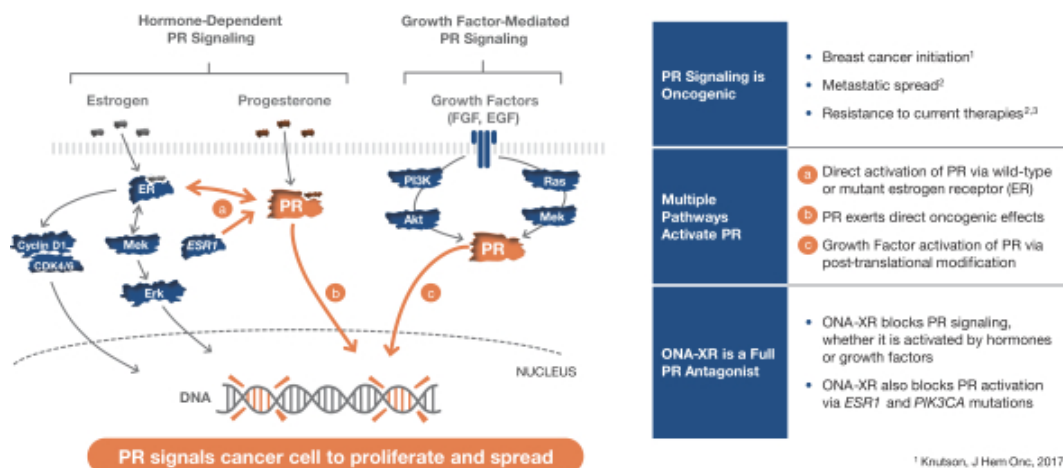 Hormone-Dependent
PR Signaling
Growth Factor-Mediated
PR Signaling
Estrogen
Progesterone
Growth Factors
(FGF, EGF)
ER
PR
a
PI3K
Ras
Akt
Mek
Cyclin D1
CDK4/6
Mek
ESR1
PR
Erk
b
c
NUCLEUS
DNA
PR signals cancer cell to proliferate and spread
PR Signaling is
Oncogenic
• Breast cancer initiation¹
• Metastatic spread²
• Resistance to current therapies²,³
Multiple
Pathways
Activate PR
a Direct activation of PR via wild-type
or mutant estrogen receptor (ER)
b PR exerts direct oncogenic effects
c Growth Factor activation of PR via
post-translational modification
ONA-XR is a Full
PR Antagonist
• ONA-XR blocks PR signaling,
whether it is activated by hormones
or growth factors
• ONA-XR also blocks PR activation
via ESR1 and PIK3CA mutations
¹ Knutson, J Hem Onc, 2017